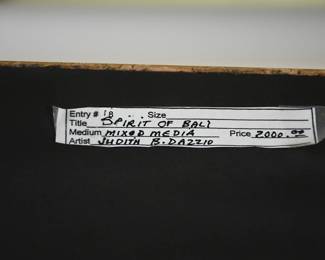 Entry # 18 Size
Title SPIRIT OF BALI
Medium MIXED MEDIA Price 2000.00
Artist JUDITH B. DAZZIO